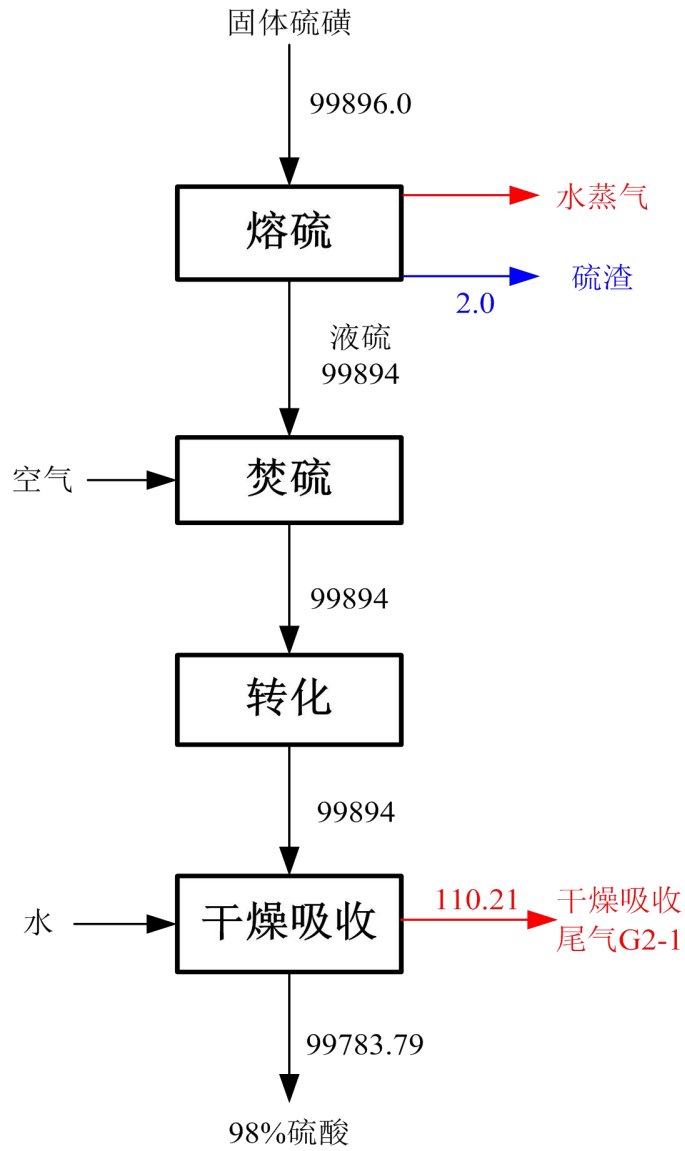 固体硫磺
99896.0
熔硫
水蒸气
硫渣
2.0
液硫
99894
空气
焚硫
99894
转化
99894
水
干燥吸收
110.21
干燥吸收
尾气G2-1
99783.79
98%硫酸